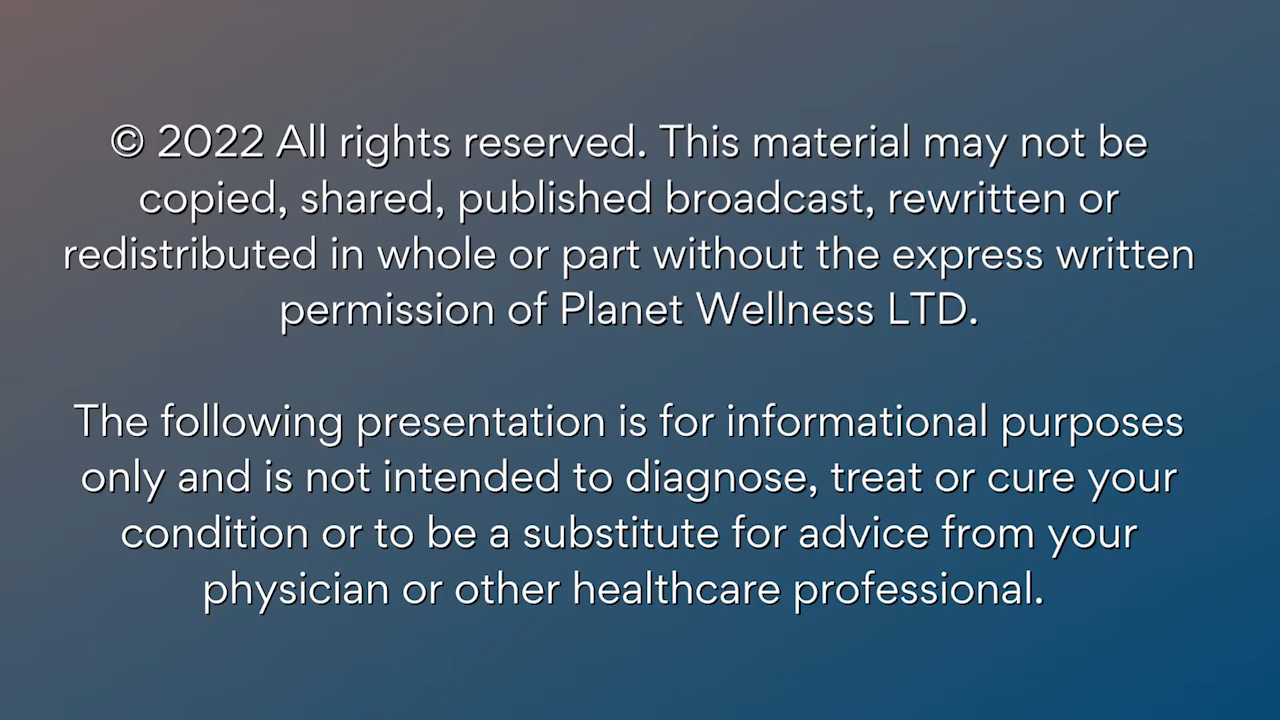 © 2022 All rights reserved. This material may not be
copied, shared, published broadcast, rewritten or
redistributed in whole or part without the express written
permission of Planet Wellness LTD.
The following presentation is for informational purposes
only and is not intended to diagnose, treat or cure your
condition or to be a substitute for advice from your
physician or other healthcare professional.